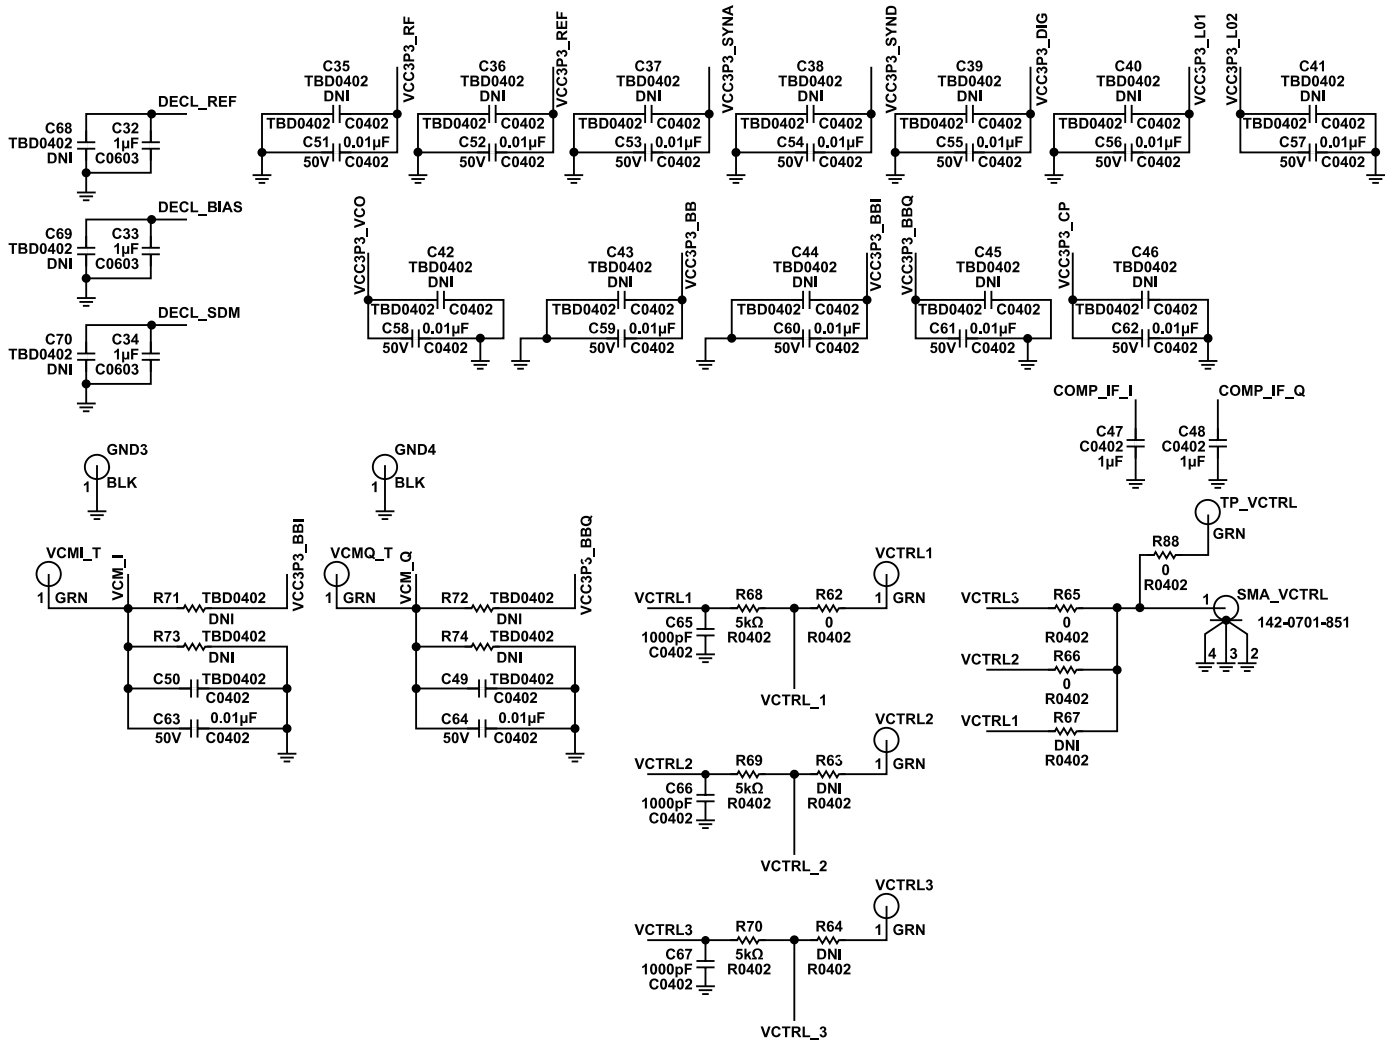 VCC3P3_RF
C35
TBD0402
DNI
TBD0402 C0402
C51 0.01µF
50V C0402
VCC3P3_REF
C36
TBD0402
DNI
TBD0402 C0402
C52 0.01µF
50V C0402
VCC3P3_SYNA
C37
TBD0402
DNI
TBD0402 C0402
C53 0.01µF
50V C0402
VCC3P3_SYND
C38
TBD0402
DNI
TBD0402 C0402
C54 0.01µF
50V C0402
VCC3P3_DIG
C39
TBD0402
DNI
TBD0402 C0402
C55 0.01µF
50V C0402
VCC3P3_L01
C40
TBD0402
DNI
TBD0402 C0402
C56 0.01µF
50V C0402
VCC3P3_L02
C41
TBD0402
DNI
TBD0402 C0402
C57 0.01µF
50V C0402
DECL_REF
C68
TBD0402
DNI
C32
1µF
C0603
DECL_BIAS
C69
TBD0402
DNI
C33
1µF
C0603
DECL_SDM
C70
TBD0402
DNI
C34
1µF
C0603
VCC3P3_VCO
C42
TBD0402
DNI
TBD0402 C0402
C58 0.01µF
50V C0402
VCC3P3_BB
C43
TBD0402
DNI
TBD0402 C0402
C59 0.01µF
50V C0402
VCC3P3_BBI
C44
TBD0402
DNI
TBD0402 C0402
C60 0.01µF
50V C0402
VCC3P3_BBQ
C45
TBD0402
DNI
TBD0402 C0402
C61 0.01µF
50V C0402
VCC3P3_CP
C46
TBD0402
DNI
TBD0402 C0402
C62 0.01µF
50V C0402
COMP_IF_I
C47
C0402
1µF
COMP_IF_Q
C48
C0402
1µF
GND3
1 BLK
GND4
1 BLK
VCMI_T
1 GRN
VCM_I
VCC3P3_BBI
R71 TBD0402
DNI
R73 TBD0402
DNI
C50 TBD0402
C0402
C63 0.01µF
50V C0402
VCMQ_T
1 GRN
VCM_Q
VCC3P3_BBQ
R72 TBD0402
DNI
R74 TBD0402
DNI
C49 TBD0402
C0402
C64 0.01µF
50V C0402
VCTRL1
1 GRN
VCTRL1
C65
1000pF
C0402
R68
5kΩ
R0402
R62
0
R0402
VCTRL_1
VCTRL2
1 GRN
VCTRL2
C66
1000pF
C0402
R69
5kΩ
R0402
R63
DNI
R0402
VCTRL_2
VCTRL3
1 GRN
VCTRL3
C67
1000pF
C0402
R70
5kΩ
R0402
R64
DNI
R0402
VCTRL_3
TP_VCTRL
1
GRN
R88
0
R0402
VCTRL3
R65
0
R0402
VCTRL2
R66
0
R0402
VCTRL1
R67
DNI
R0402
1
SMA_VCTRL
142-0701-851
4 3 2